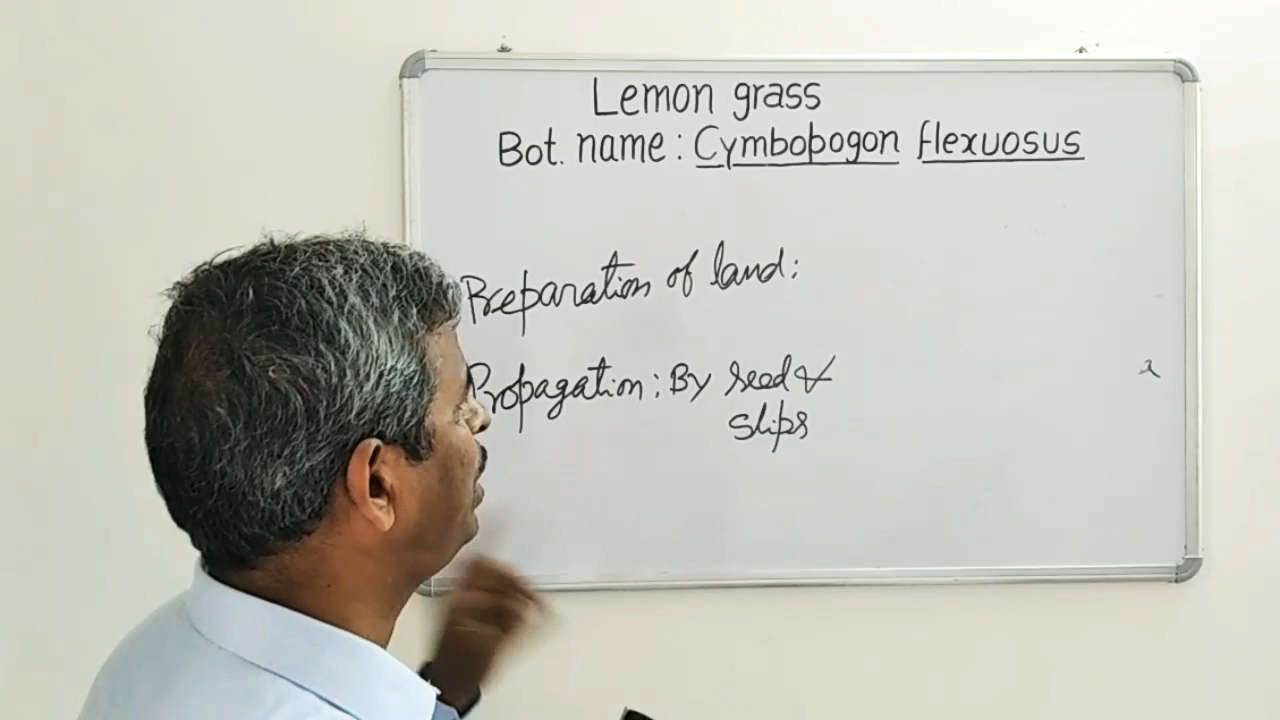 Lemon grass
Bot. name: Cymbopogon flexuosus
Preparation of land:
Propagation: By seed &
slips